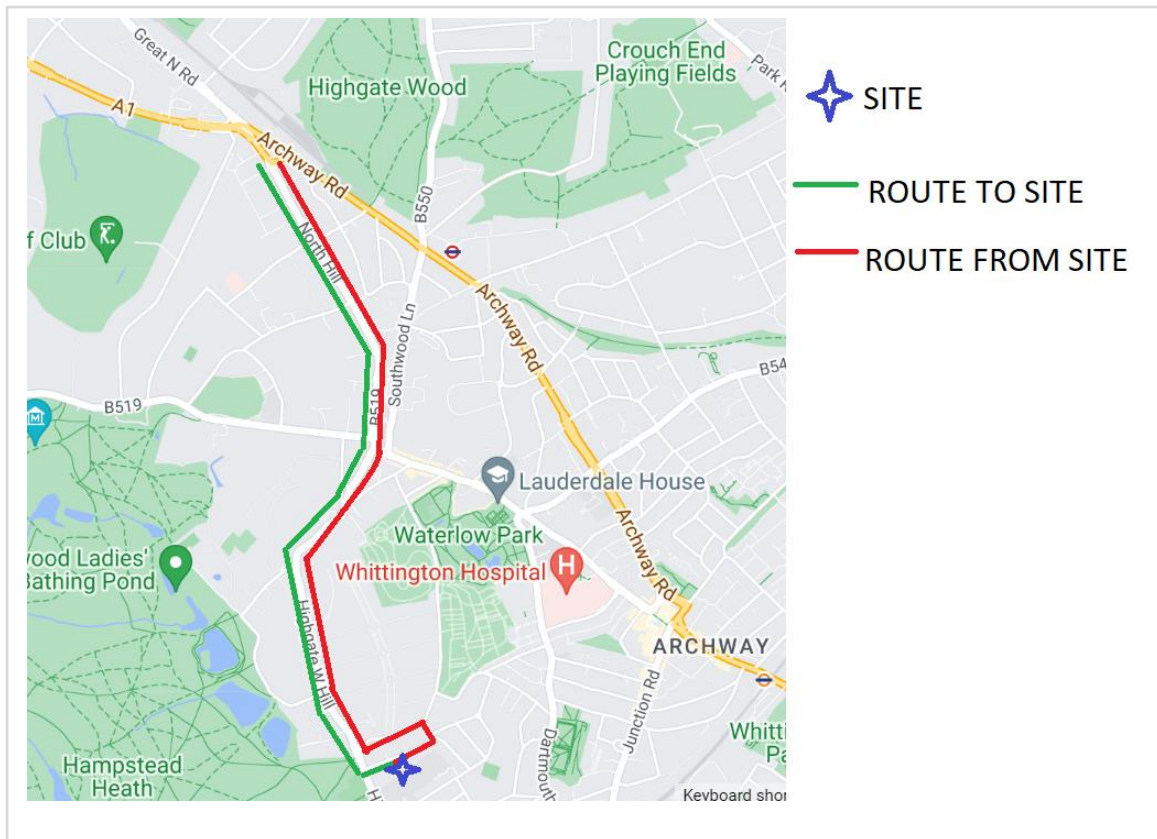 Great N Rd
Crouch End
Playing Fields
Park
Highgate Wood
SITE
A1
Archway Rd
ROUTE TO SITE
B550
f Club
North Hill
ROUTE FROM SITE
Archway Rd
Southwood Ln
B54
B519
B519
M
Lauderdale House
Archway Rd
Waterlow Park
wood Ladies'
Bathing Pond
Whittington Hospital
H
Highgate W Hill
ARCHWAY
Junction Rd
Dartmouth
Whitti
Pa
Hampstead
Heath
H
Keyboard shor